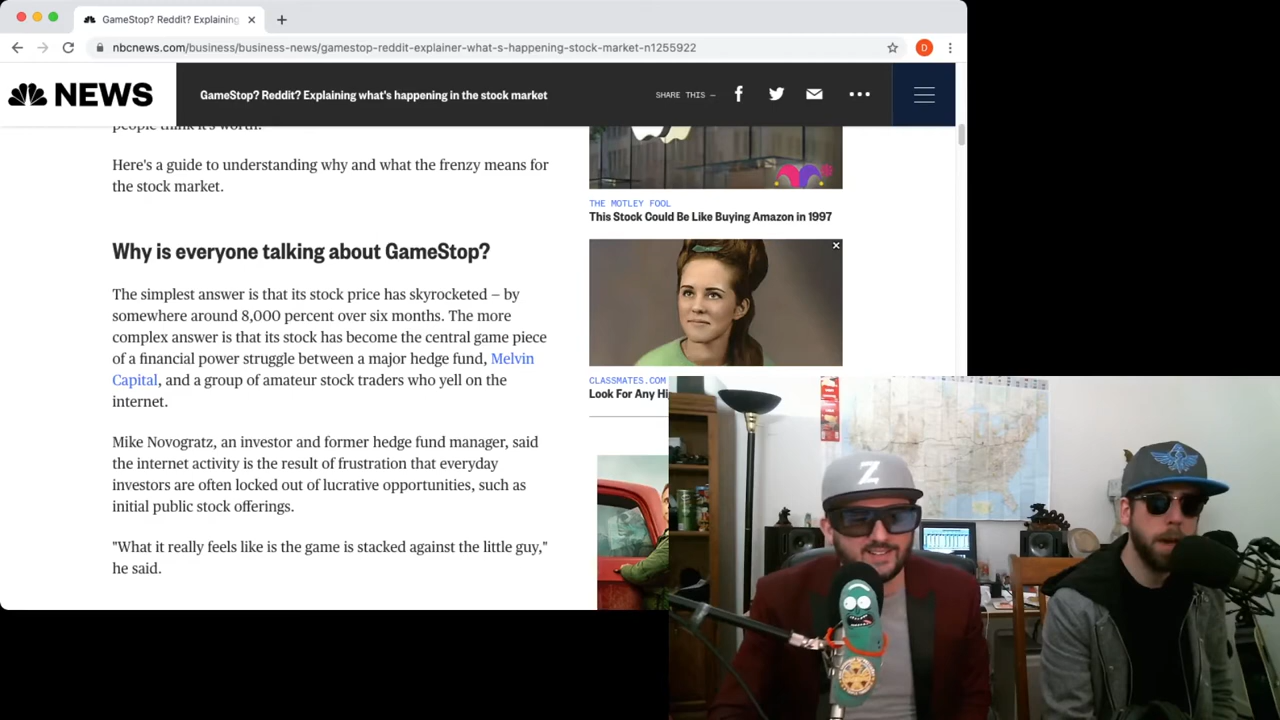 GameStop? Reddit? Explaining
nbcnews.com/business/business-news/gamestop-reddit-explainer-what-s-happening-stock-market-n1255922
D
NEWS
GameStop? Reddit? Explaining what's happening in the stock market
SHARE THIS —
people think it's worth.
Here's a guide to understanding why and what the frenzy means for
the stock market.
Why is everyone talking about GameStop?
The simplest answer is that its stock price has skyrocketed — by
somewhere around 8,000 percent over six months. The more
complex answer is that its stock has become the central game piece
of a financial power struggle between a major hedge fund, Melvin
Capital, and a group of amateur stock traders who yell on the
internet.
Mike Novogratz, an investor and former hedge fund manager, said
the internet activity is the result of frustration that everyday
investors are often locked out of lucrative opportunities, such as
initial public stock offerings.
"What it really feels like is the game is stacked against the little guy,"
he said.
THE MOTLEY FOOL
This Stock Could Be Like Buying Amazon in 1997
CLASSMATES.COM
Look For Any Hi
Z